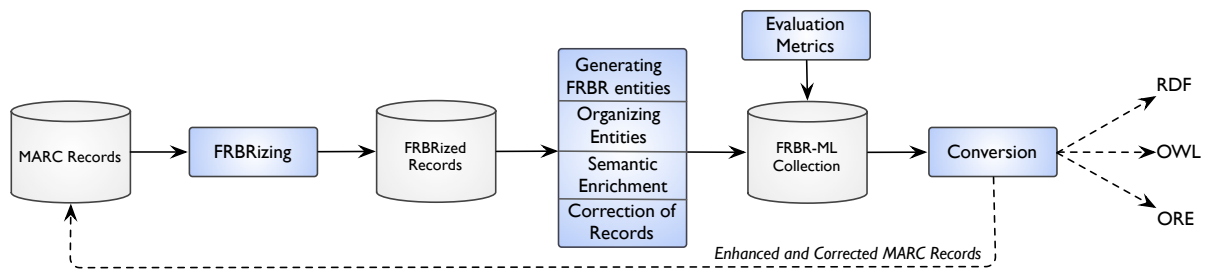 MARC Records
FRBRizing
FRBRized
Records
Generating
FRBR entities
Organizing
Entities
Semantic
Enrichment
Correction of
Records
Evaluation
Metrics
FRBR-ML
Collection
Conversion
RDF
OWL
ORE
Enhanced and Corrected MARC Records